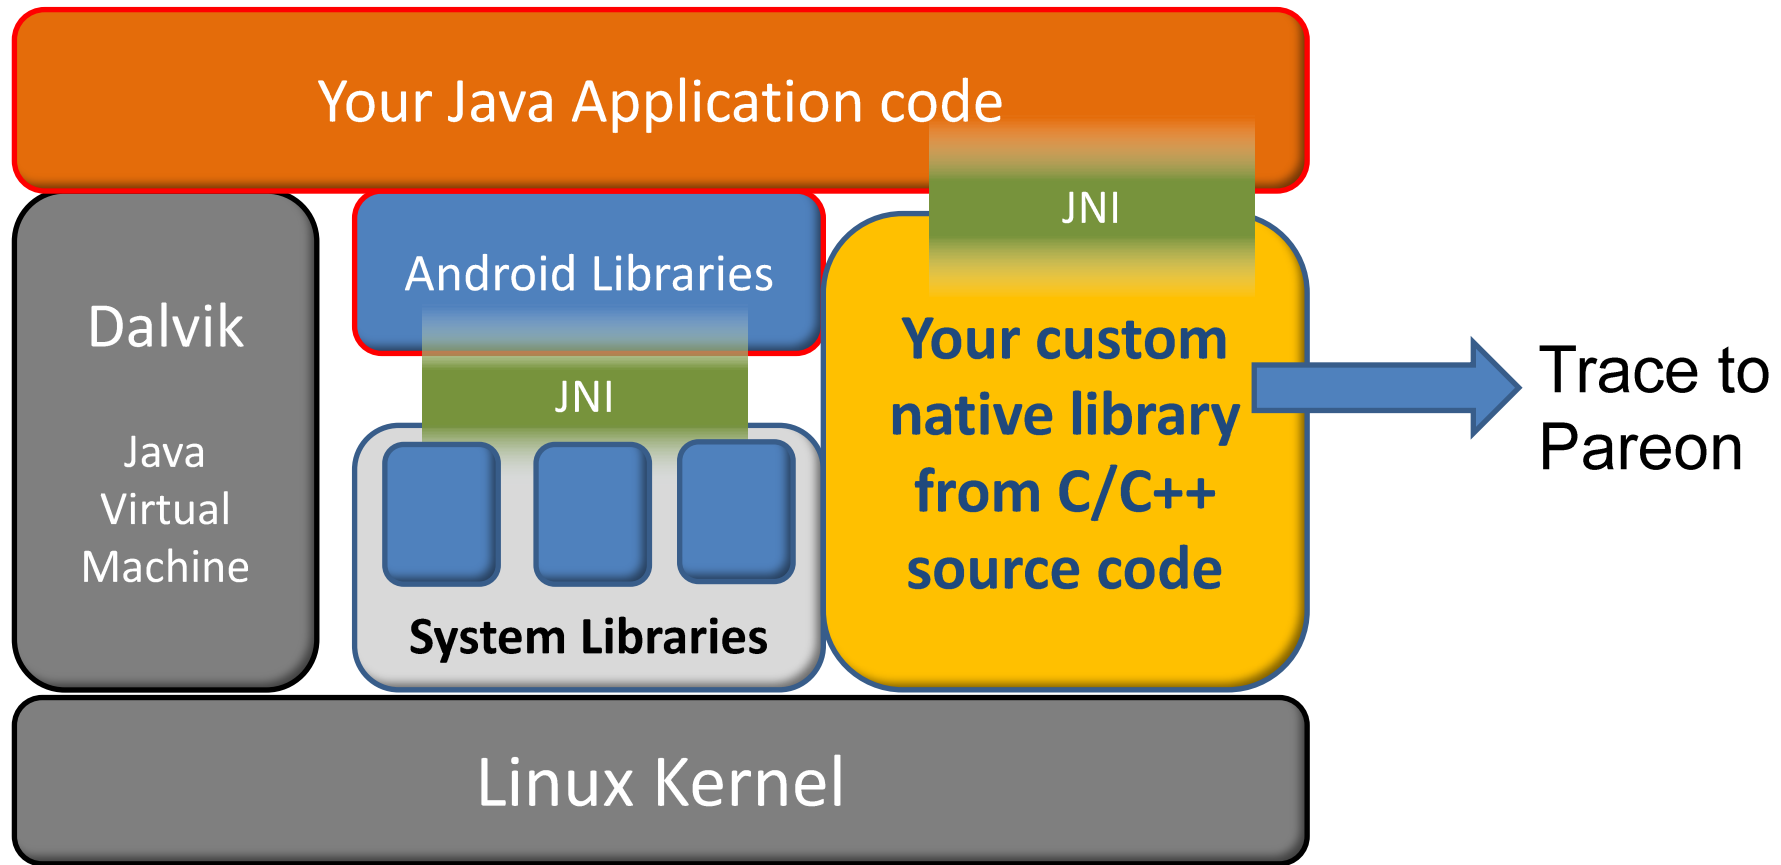 Your Java Application code
JNI
Android Libraries
Dalvik
Java
Virtual
Machine
JNI
System Libraries
Your custom
native library
from C/C++
source code
Trace to
Pareon
Linux Kernel